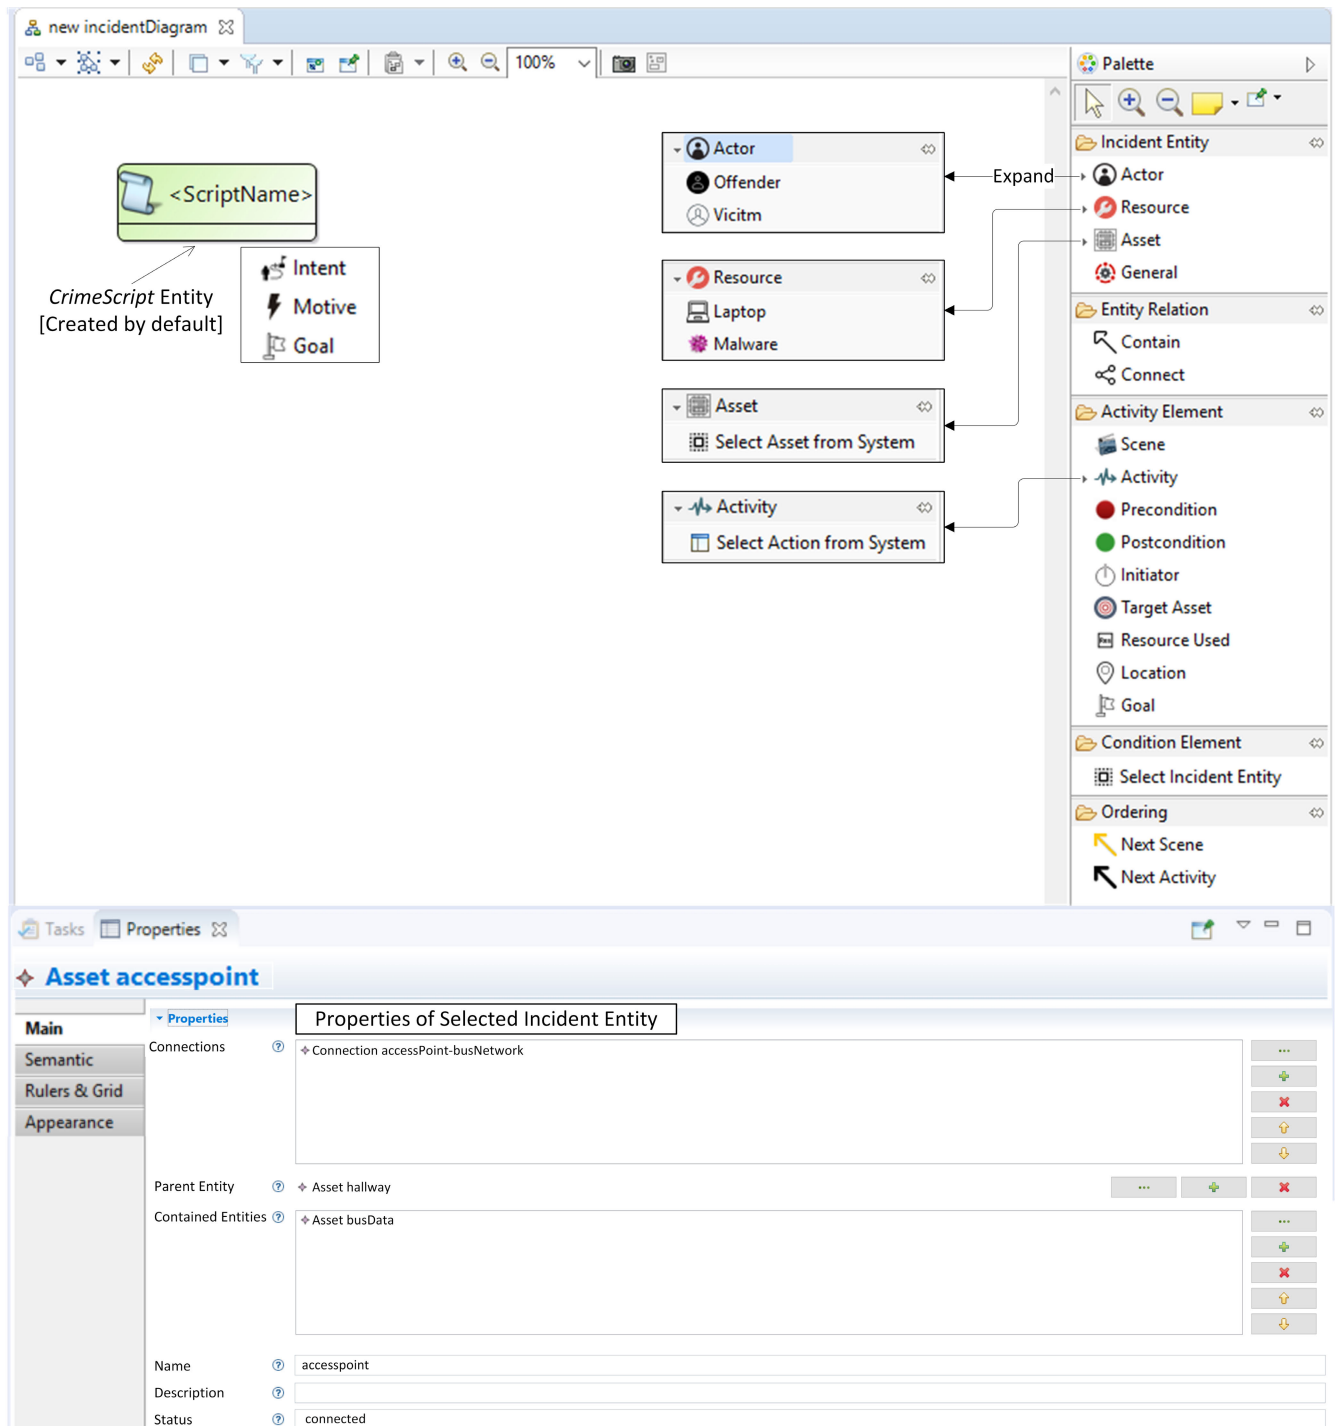 new incidentDiagram
100%
Palette
<ScriptName>
CrimeScript Entity
[Created by default]
Intent
Motive
Goal
Actor
Offender
Vicitm
Resource
Laptop
Malware
Asset
Select Asset from System
Activity
Select Action from System
Expand
Incident Entity
Actor
Resource
Asset
General
Entity Relation
Contain
Connect
Activity Element
Scene
Activity
Precondition
Postcondition
Initiator
Target Asset
Resource Used
Location
Goal
Condition Element
Select Incident Entity
Ordering
Next Scene
Next Activity
Tasks
Properties
Asset accesspoint
Main
Semantic
Rulers & Grid
Appearance
Properties
Properties of Selected Incident Entity
Connections
Connection accessPoint-busNetwork
Parent Entity
Asset hallway
Contained Entities
Asset busData
Name
accesspoint
Description
Status
connected